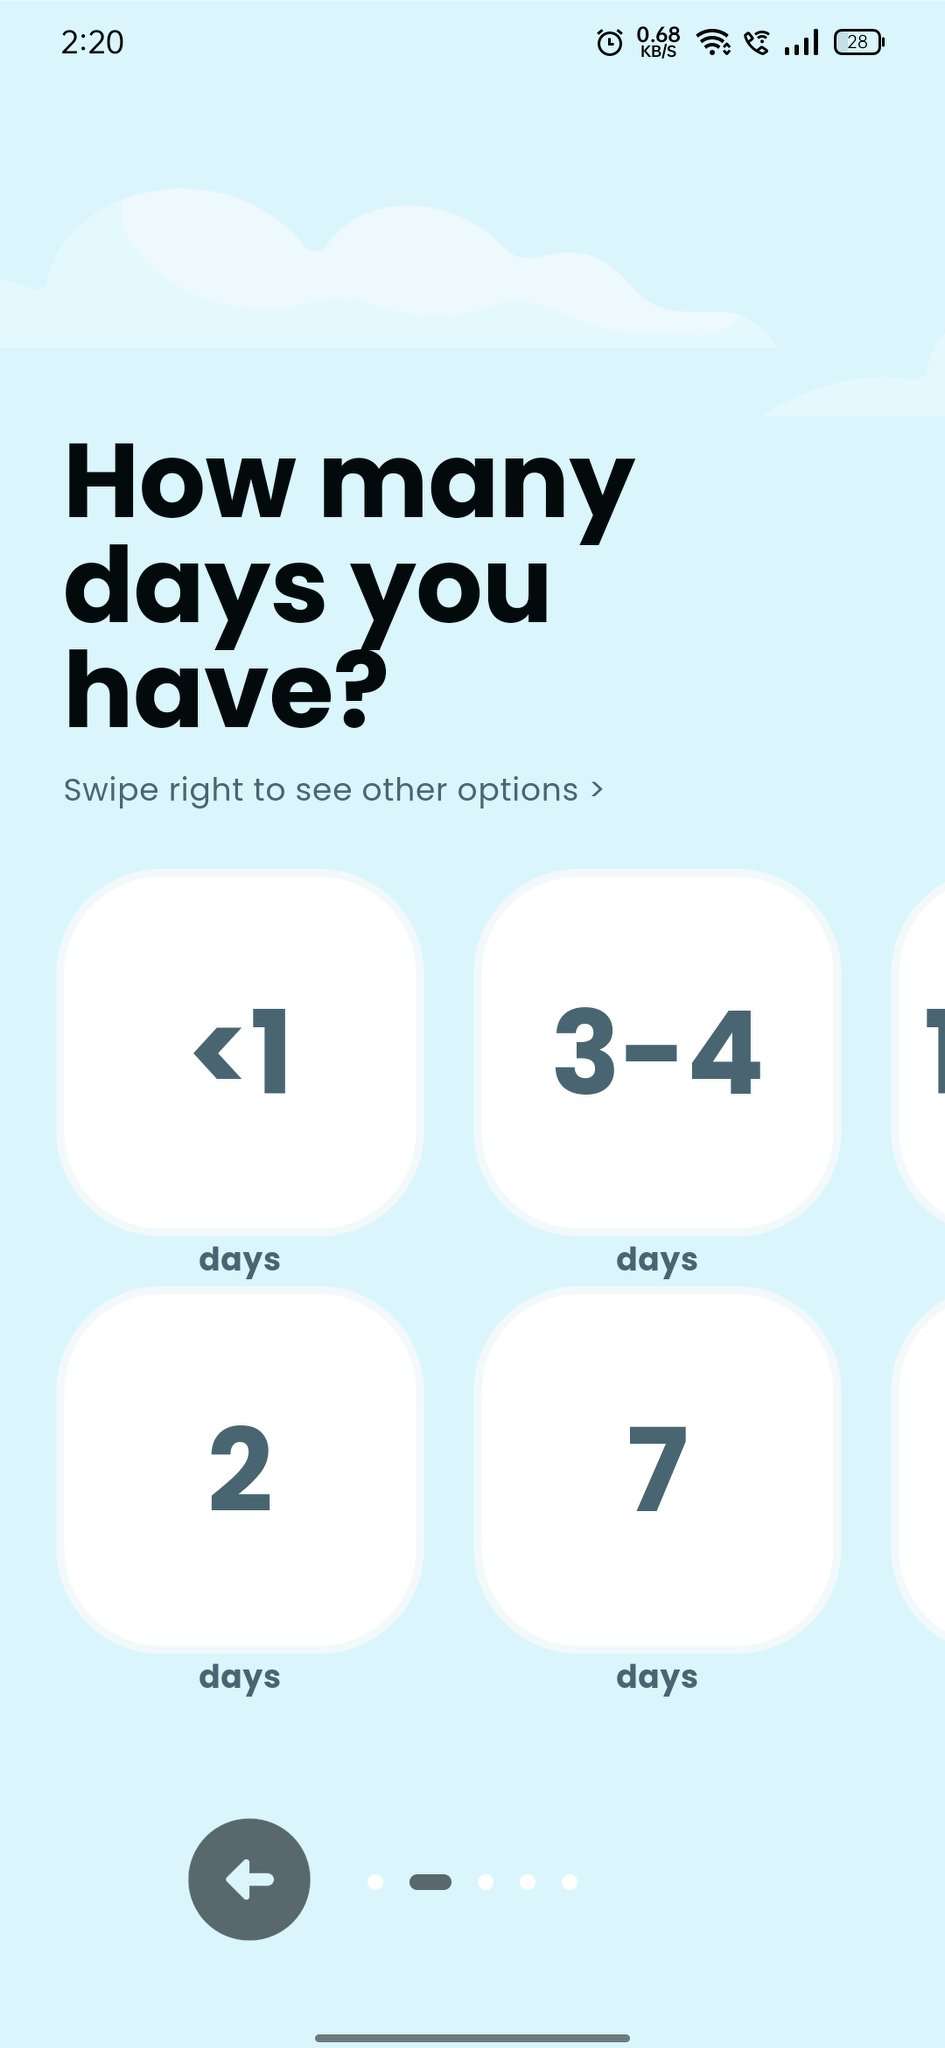 2:20
0.68
KB/S
28
How many
days you
have?
Swipe right to see other options >
<1
3-4
days
days
2
7
days
days